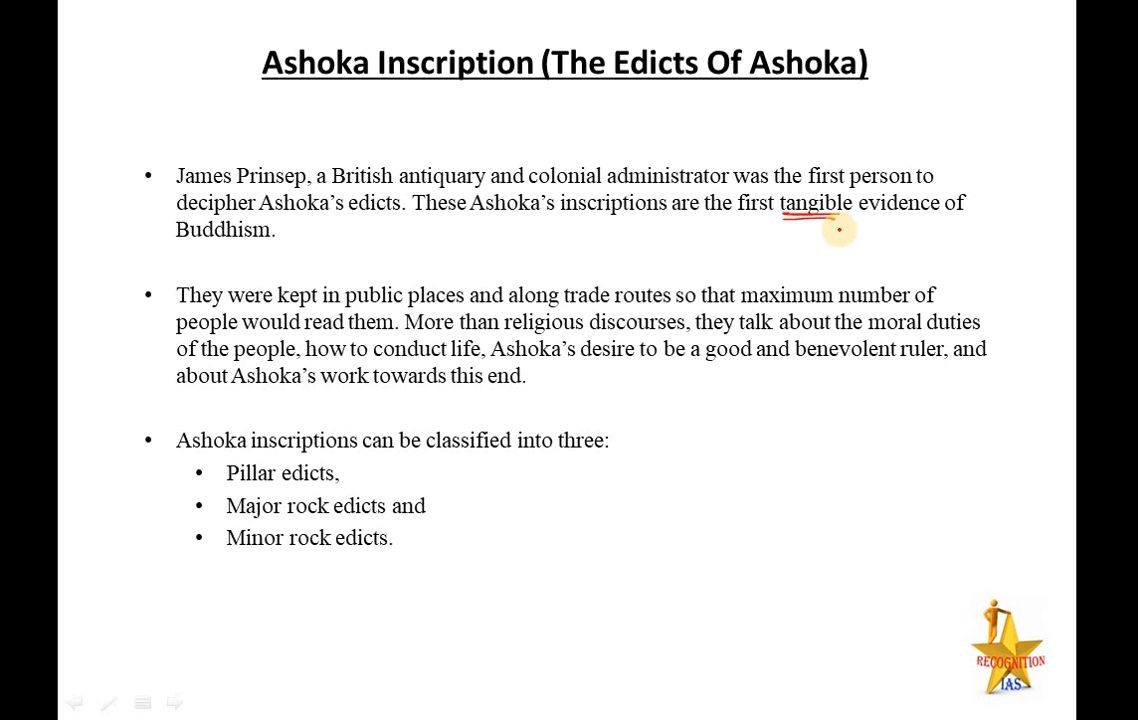 Ashoka Inscription (The Edicts Of Ashoka)
• James Prinsep, a British antiquary and colonial administrator was the first person to
decipher Ashoka’s edicts. These Ashoka’s inscriptions are the first tangible evidence of
Buddhism.
• They were kept in public places and along trade routes so that maximum number of
people would read them. More than religious discourses, they talk about the moral duties
of the people, how to conduct life, Ashoka’s desire to be a good and benevolent ruler, and
about Ashoka’s work towards this end.
• Ashoka inscriptions can be classified into three:
• Pillar edicts,
• Major rock edicts and
• Minor rock edicts.
RECOGNITION
IAS